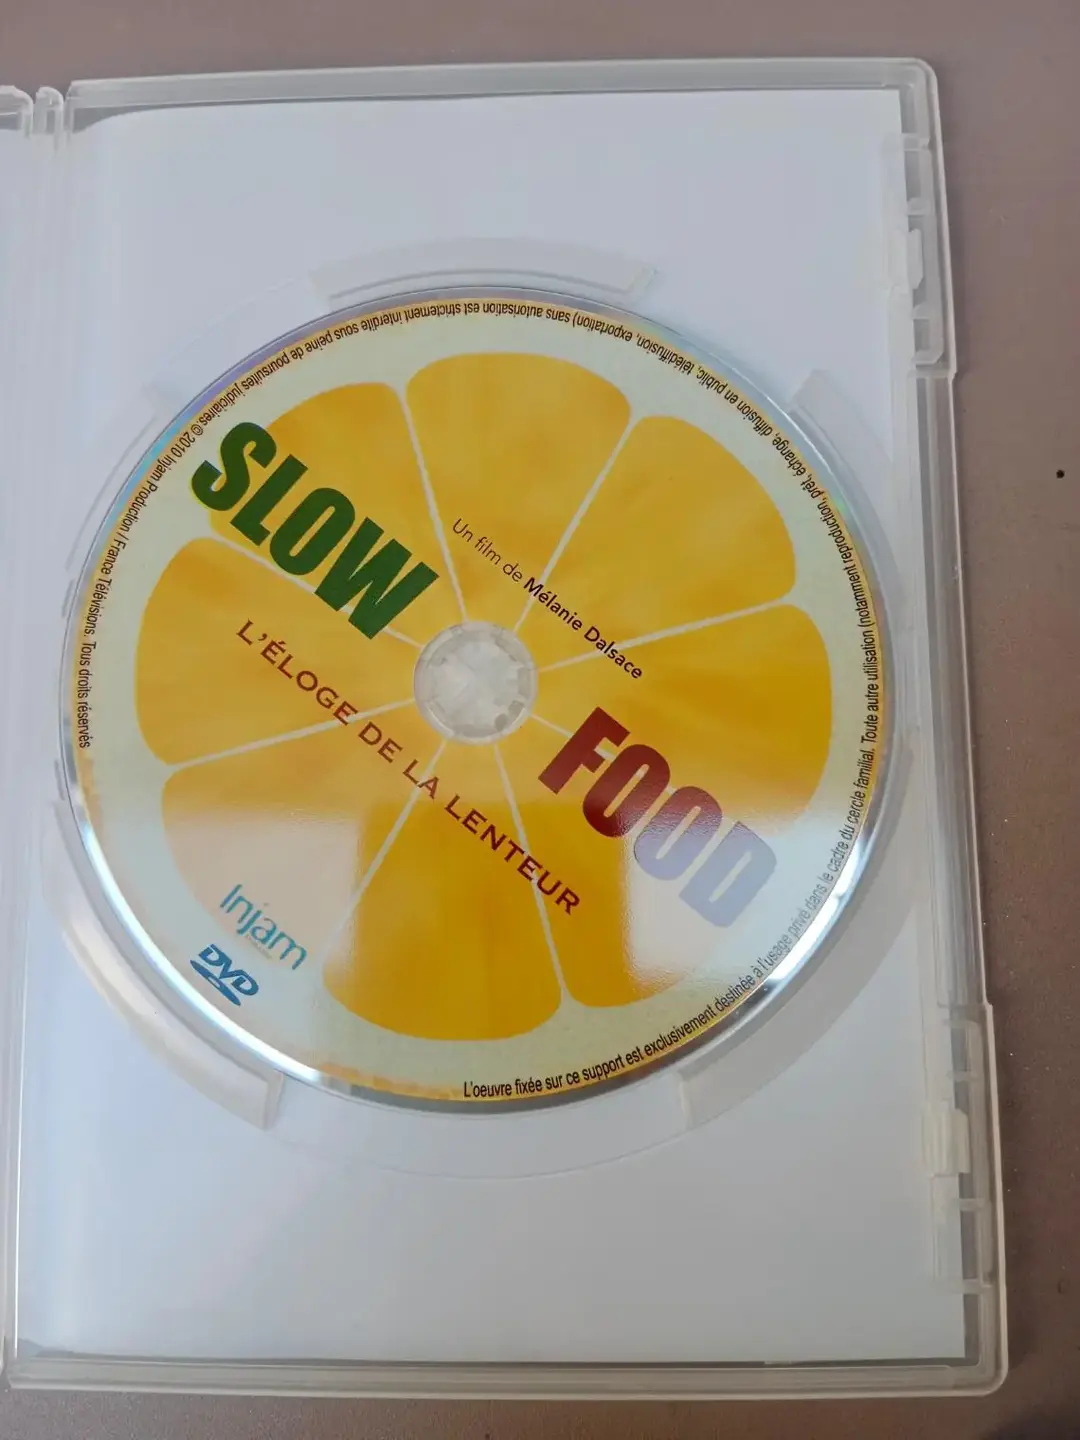 SLOW
Un film de Mélanie Dalsace
L'ÉLOGE DE LA LENTEUR
FOOD
Injam
DVD
L'oeuvre fixée sur ce support est exclusivement destinée à l'usage privé dans le cadre du cercle familial. Toute autre utilisation (notamment reproduction, prêt, échange, diffusion en public, télédiffusion, exportation) sans autorisation est strictement interdite sous peine de poursuites judiciaires. © 2010 Injam Production / France Télévisions. Tous droits réservés